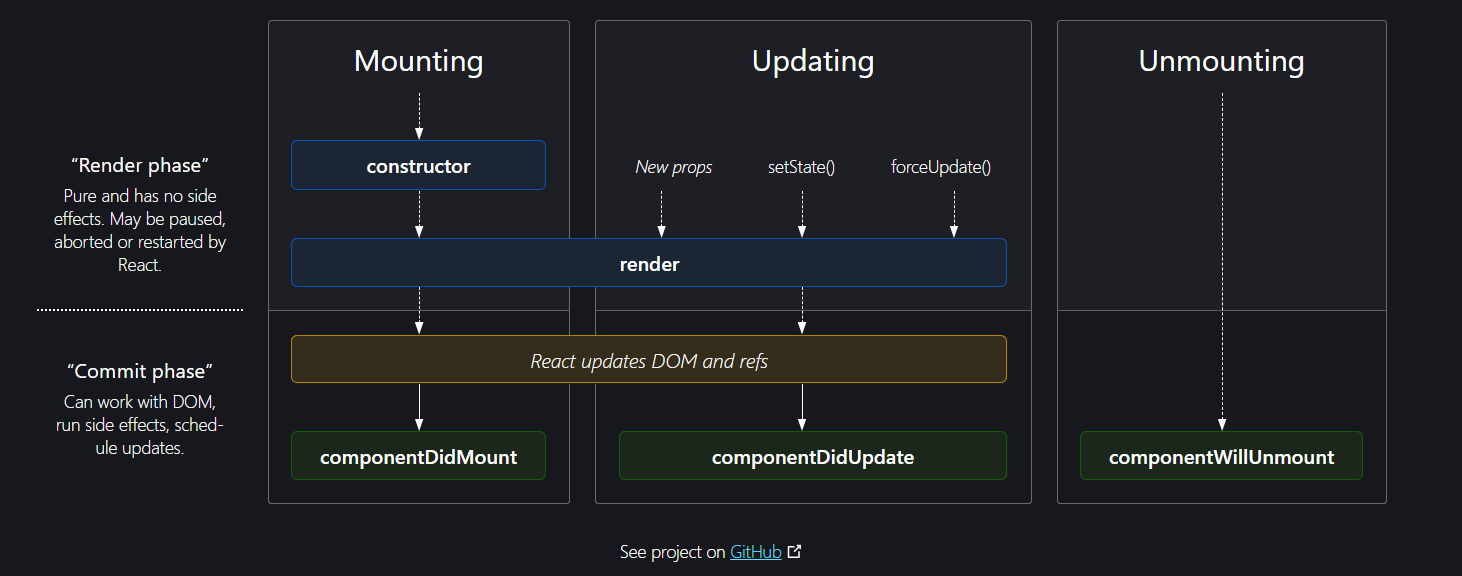 Mounting
Updating
Unmounting
“Render phase”
Pure and has no side
effects. May be paused,
aborted or restarted by
React.
constructor
New props
setState()
forceUpdate()
render
“Commit phase”
Can work with DOM,
run side effects, sched-
ule updates.
React updates DOM and refs
componentDidMount
componentDidUpdate
componentWillUnmount
See project on GitHub